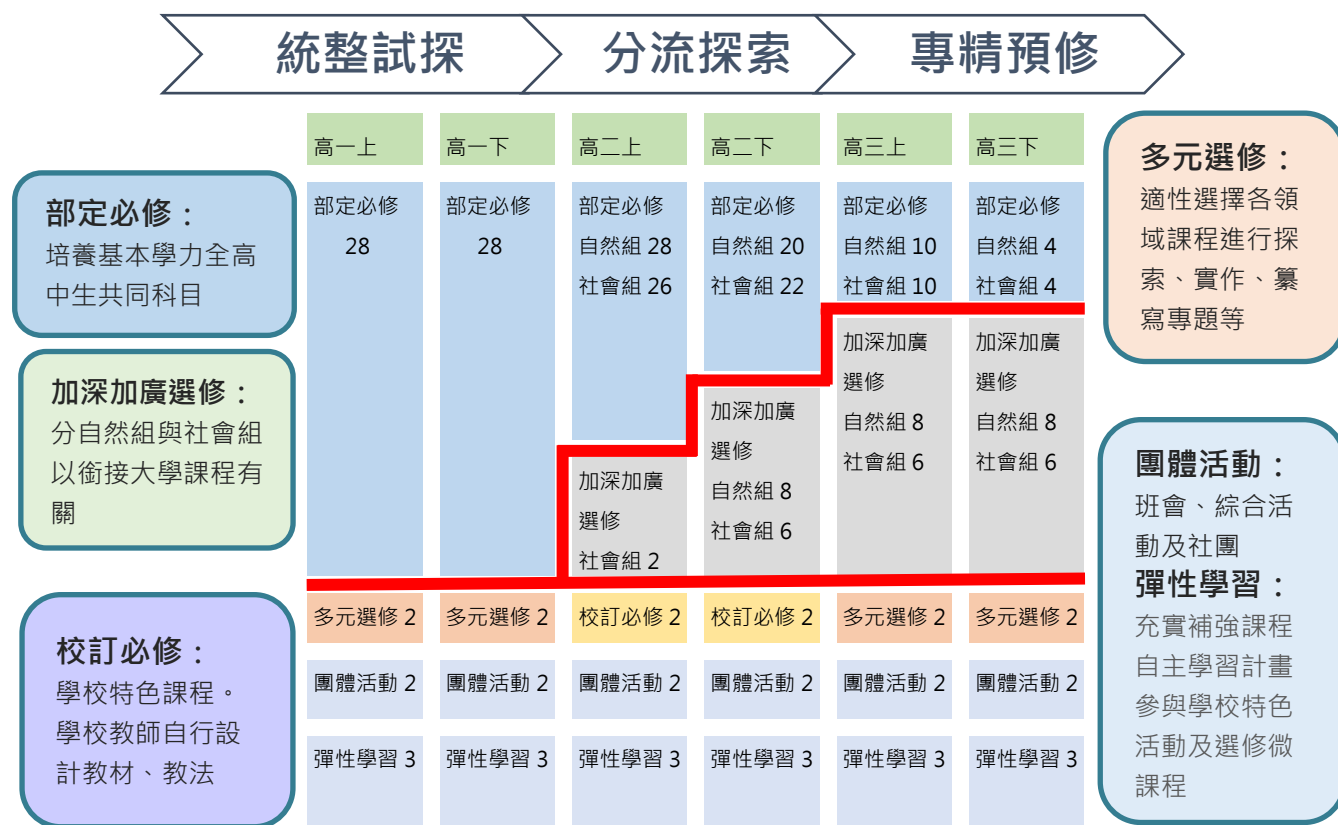 統整試探
分流探索
專精預修
高一上
高一下
高二上
高二下
高三上
高三下
部定必修：
培養基本學力全高
中生共同科目
加深加廣選修：
分自然組與社會組
以銜接大學課程有
關
校訂必修：
學校特色課程。
學校教師自行設
計教材、教法
部定必修
28
部定必修
28
部定必修
自然組 28
社會組 26
部定必修
自然組 20
社會組 22
部定必修
自然組 10
社會組 10
部定必修
自然組 4
社會組 4
加深加廣
選修
社會組 2
加深加廣
選修
自然組 8
社會組 6
加深加廣
選修
自然組 8
社會組 6
加深加廣
選修
自然組 8
社會組 6
多元選修 2
多元選修 2
校訂必修 2
校訂必修 2
多元選修 2
多元選修 2
團體活動 2
團體活動 2
團體活動 2
團體活動 2
團體活動 2
團體活動 2
彈性學習 3
彈性學習 3
彈性學習 3
彈性學習 3
彈性學習 3
彈性學習 3
多元選修：
適性選擇各領
域課程進行探
索、實作、纂
寫專題等
團體活動：
班會、綜合活
動及社團
彈性學習：
充實補強課程
自主學習計畫
參與學校特色
活動及選修微
課程